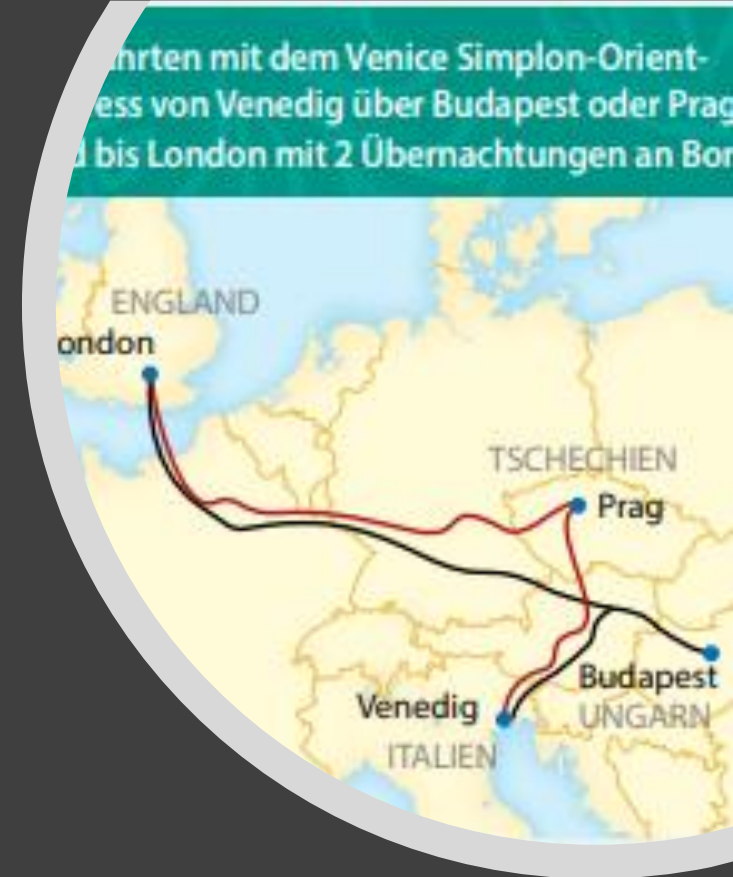 hrten mit dem Venice Simplon-Orient-
ess von Venedig über Budapest oder Prag
d bis London mit 2 Übernachtungen an Bor
ENGLAND
ondon
TSCHECHIEN
Prag
Budapest
Venedig
UNGARN
ITALIEN